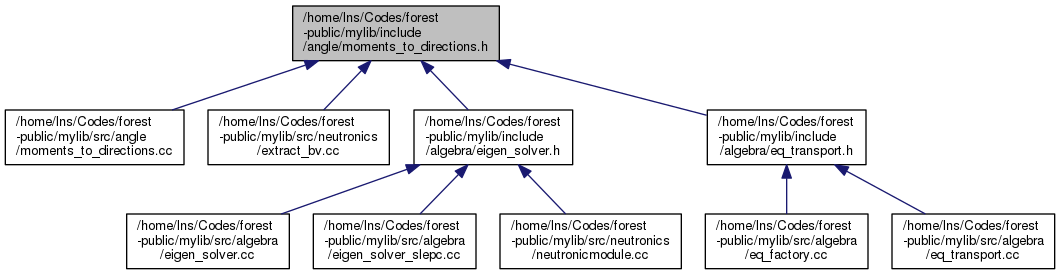 /home/lns/Codes/forest
-public/mylib/include
/angle/moments_to_directions.h
/home/lns/Codes/forest
-public/mylib/src/angle
/moments_to_directions.cc
/home/lns/Codes/forest
-public/mylib/src/neutronics
/extract_bv.cc
/home/lns/Codes/forest
-public/mylib/include
/algebra/eigen_solver.h
/home/lns/Codes/forest
-public/mylib/include
/algebra/eq_transport.h
/home/lns/Codes/forest
-public/mylib/src/algebra
/eigen_solver.cc
/home/lns/Codes/forest
-public/mylib/src/algebra
/eigen_solver_slepc.cc
/home/lns/Codes/forest
-public/mylib/src/neutronics
/neutronicmodule.cc
/home/lns/Codes/forest
-public/mylib/src/algebra
/eq_factory.cc
/home/lns/Codes/forest
-public/mylib/src/algebra
/eq_transport.cc